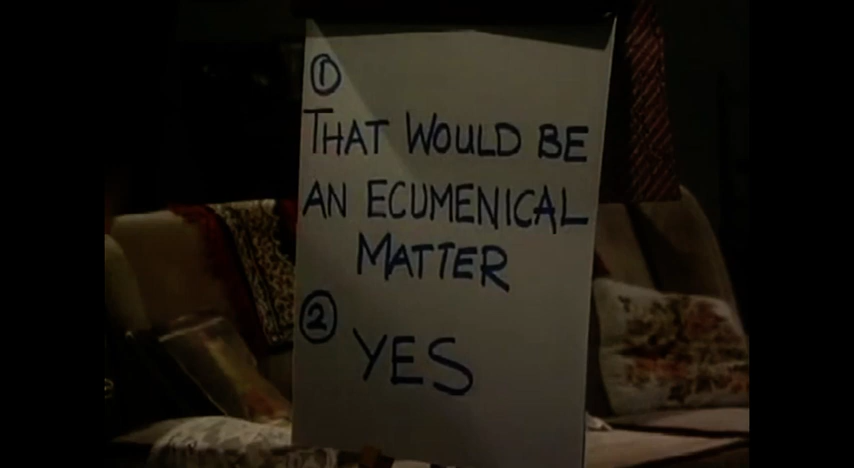 ①
THAT WOULD BE
AN ECUMENICAL
MATTER
②
YES